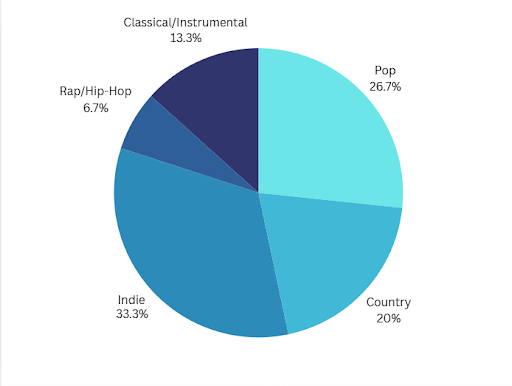 Classical/Instrumental
13.3%
Pop
26.7%
Rap/Hip-Hop
6.7%
Indie
33.3%
Country
20%